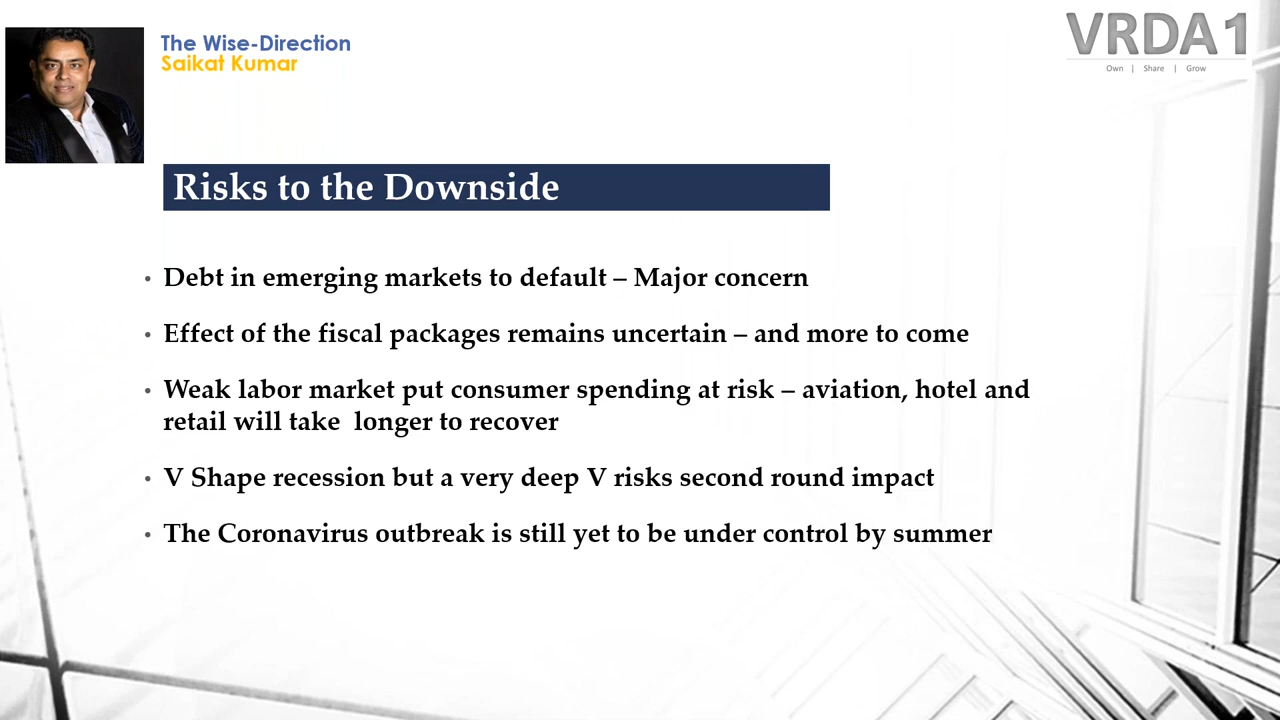 The Wise-Direction
Saikat Kumar
VRDA1
Own | Share | Grow
Risks to the Downside
• Debt in emerging markets to default – Major concern
• Effect of the fiscal packages remains uncertain – and more to come
• Weak labor market put consumer spending at risk – aviation, hotel and
retail will take  longer to recover
• V Shape recession but a very deep V risks second round impact
• The Coronavirus outbreak is still yet to be under control by summer